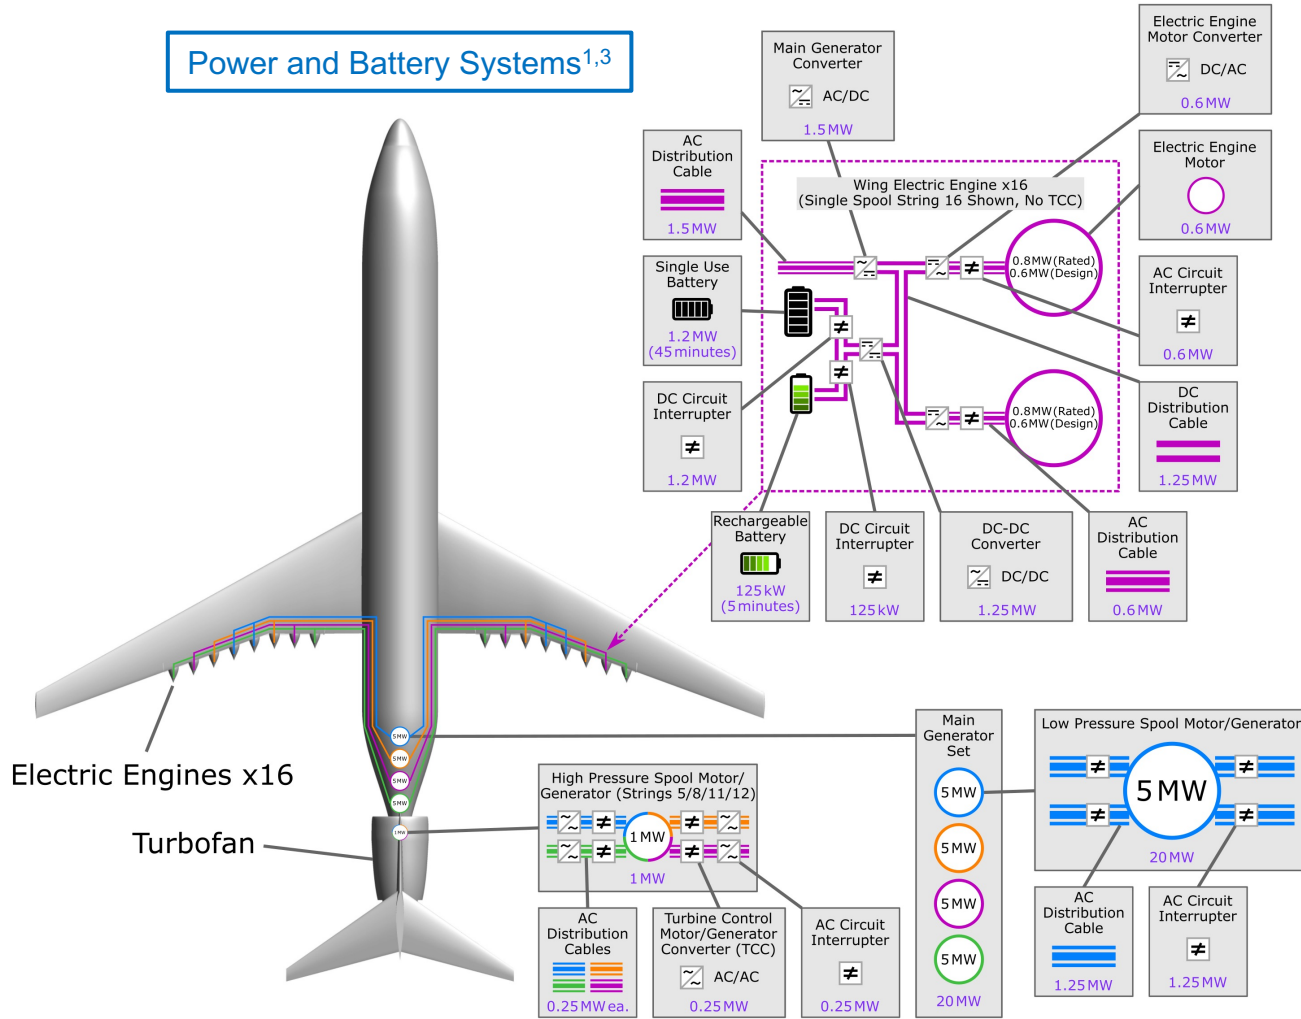 Power and Battery Systems1,3
Main Generator
Converter
AC/DC
1.5 MW
Electric Engine
Motor Converter
DC/AC
0.6 MW
AC
Distribution
Cable
1.5 MW
Electric Engine
Motor
0.6 MW
Wing Electric Engine x16
(Single Spool String 16 Shown, No TCC)
0.8MW(Rated)
0.6MW(Design)
Single Use
Battery
1.2 MW
(45 minutes)
AC Circuit
Interrupter
≠
0.6 MW
≠
≠
≠
DC Circuit
Interrupter
≠
1.2 MW
DC
Distribution
Cable
1.25 MW
0.8MW(Rated)
0.6MW(Design)
≠
Rechargeable
Battery
125 kW
(5 minutes)
DC Circuit
Interrupter
≠
125 kW
DC-DC
Converter
DC/DC
1.25 MW
AC
Distribution
Cable
0.6 MW
Electric Engines x16
Turbofan
5MW
5MW
5MW
5MW
1MW
High Pressure Spool Motor/
Generator (Strings 5/8/11/12)
≠ 1 MW ≠
≠ ≠
1 MW
AC
Distribution
Cables
0.25 MW ea.
Turbine Control
Motor/Generator
Converter (TCC)
AC/AC
0.25 MW
AC Circuit
Interrupter
≠
0.25 MW
Main
Generator
Set
5 MW
5 MW
5 MW
5 MW
20 MW
Low Pressure Spool Motor/Generator
≠ ≠
5 MW
≠ ≠
20 MW
AC
Distribution
Cable
1.25 MW
AC Circuit
Interrupter
≠
1.25 MW